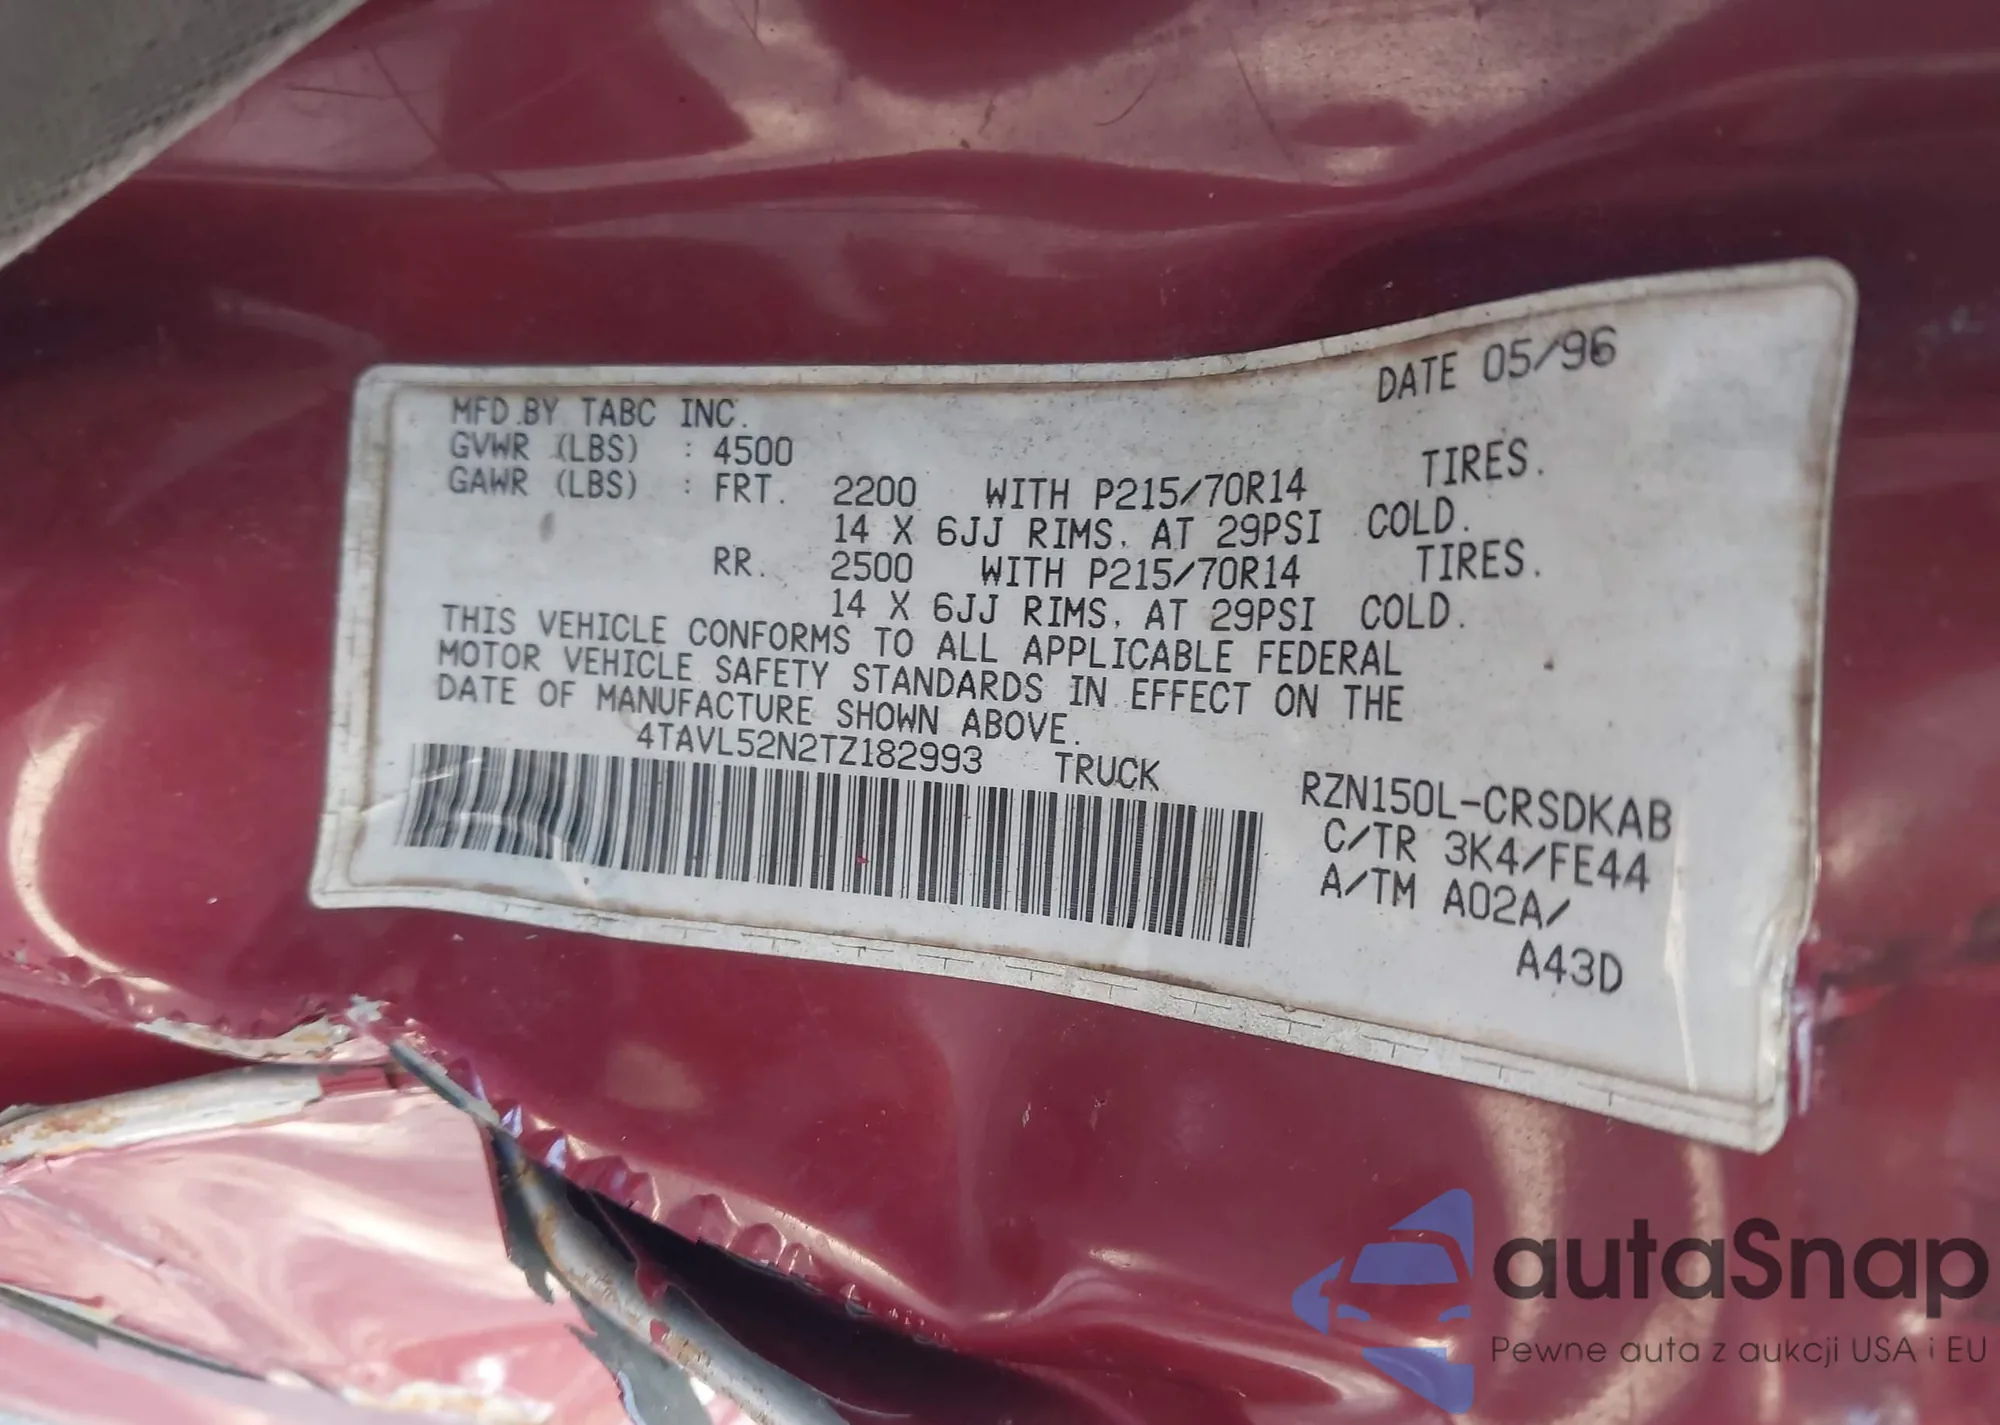 DATE 05/96
MFD.BY TABC INC.
GVWR (LBS) : 4500
GAWR (LBS) : FRT. 2200 WITH P215/70R14 TIRES.
14 X 6JJ RIMS, AT 29PSI COLD.
RR. 2500 WITH P215/70R14 TIRES.
14 X 6JJ RIMS, AT 29PSI COLD.
THIS VEHICLE CONFORMS TO ALL APPLICABLE FEDERAL
MOTOR VEHICLE SAFETY STANDARDS IN EFFECT ON THE
DATE OF MANUFACTURE SHOWN ABOVE.
4TAVL52N2TZ182993 TRUCK
RZN150L-CRSDKAB
C/TR 3K4/FE44
A/TM A02A/
A43D
autaSnap
Pewne auta z aukcji USA i EU